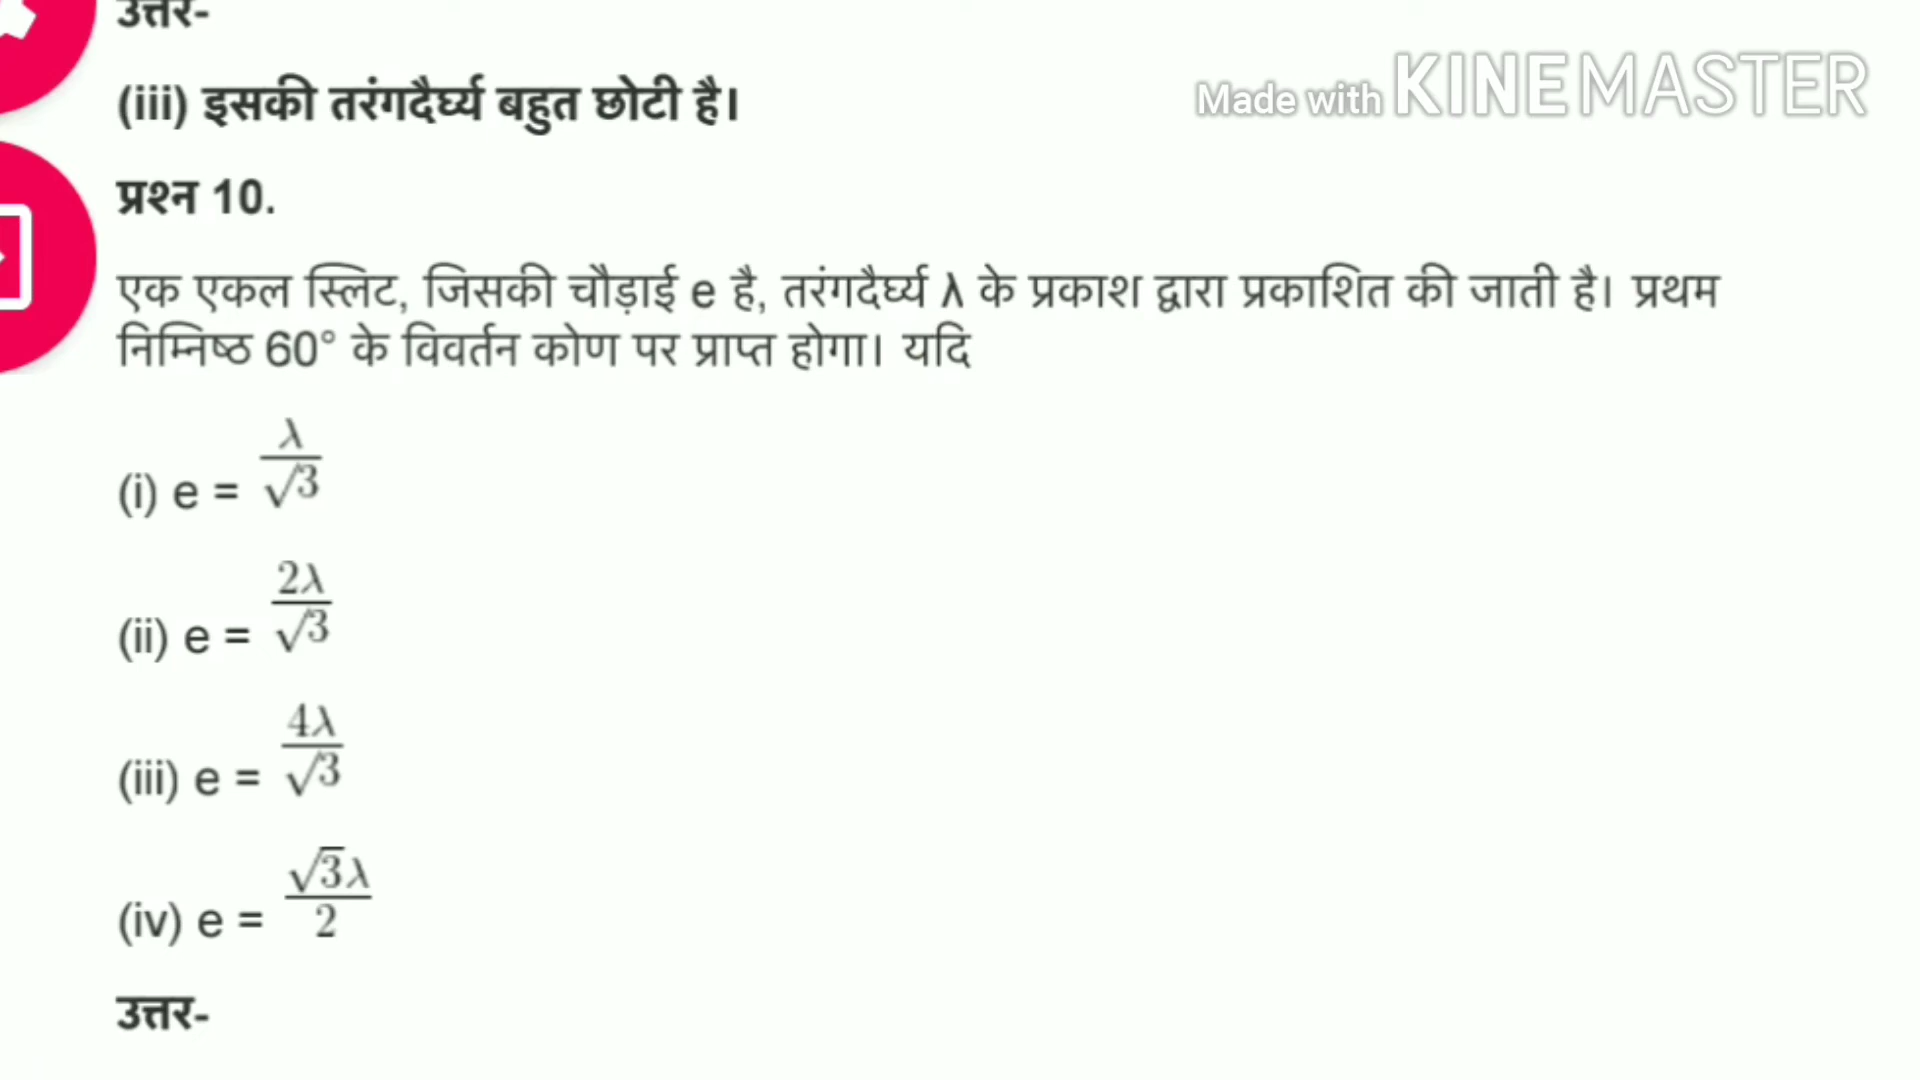 उत्तर-
Made with KINEMASTER
(iii) इसकी तरंगदैर्घ्य बहुत छोटी है।
प्रश्न 10.
एक एकल स्लिट, जिसकी चौड़ाई e है, तरंगदैर्घ्य λ के प्रकाश द्वारा प्रकाशित की जाती है। प्रथम
निम्निष्ठ 60° के विवर्तन कोण पर प्राप्त होगा। यदि
(i) e = λ/√3
(ii) e = 2λ/√3
(iii) e = 4λ/√3
(iv) e = √3λ/2
उत्तर-